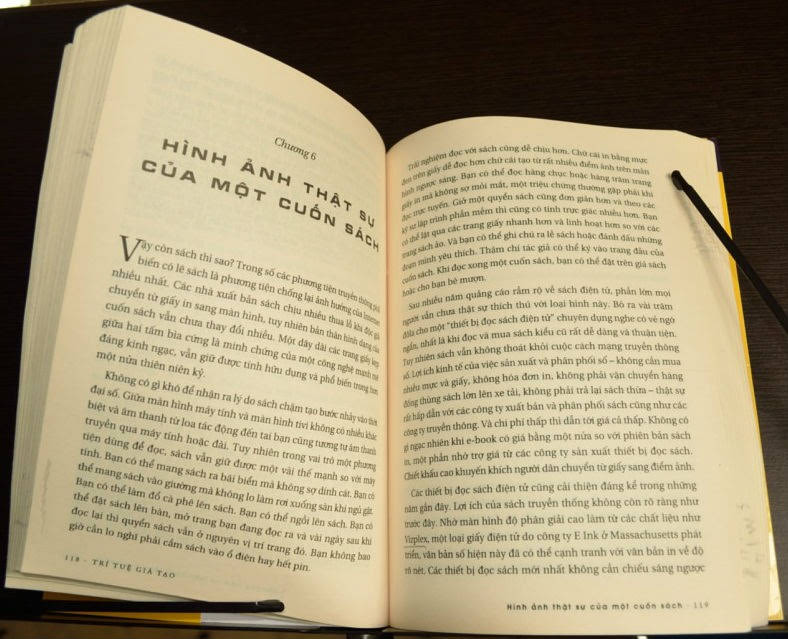 Chương 6
HÌNH ẢNH THẬT SỰ
CỦA MỘT CUỐN SÁCH
Vậy còn sách thì sao? Trong số các phương tiện truyền thông phổ
biến có lẽ sách là phương tiện chống lại ảnh hưởng của Internet
nhiều nhất. Các nhà xuất bản sách chịu nhiều thua lỗ khi độc giả
chuyển từ giấy in sang màn hình, tuy nhiên bản thân hình dạng của
cuốn sách vẫn chưa thay đổi nhiều. Một dãy dài các trang giấy kẹp
giữa hai tấm bìa cứng là minh chứng của một công nghệ mạnh mẽ
đáng kinh ngạc, vẫn giữ được tính hữu dụng và phổ biến trong hơn
một nửa thiên niên kỷ.
Không có gì khó để nhận ra lý do sách chậm tạo bước nhảy vào thời
đại số. Giữa màn hình máy tính và màn hình tivi không có nhiều khác
biệt và âm thanh từ loa tác động đến tai bạn cũng tương tự âm thanh
truyền qua máy tính hoặc đài. Tuy nhiên trong vai trò một phương
tiện dùng để đọc, sách vẫn giữ được một vài thế mạnh so với máy
tính. Bạn có thể mang sách ra bãi biển mà không sợ dính cát. Bạn có
thể mang sách vào giường mà không lo làm rơi xuống sàn khi ngủ gật.
Bạn có thể làm đổ cà phê lên sách. Bạn có thể ngồi lên sách. Bạn có
thể đặt sách lên bàn, mở trang bạn đang đọc ra và vài ngày sau khi
đọc lại thì quyển sách vẫn ở nguyên vị trí trang đó. Bạn không bao
giờ cần lo nghĩ phải cắm sách vào ổ điện hay hết pin.
118 - TRÍ TUỆ GIẢ TẠO
Trải nghiệm đọc với sách cũng dễ chịu hơn. Chữ cái in bằng mực
đen trên giấy dễ đọc hơn chữ cái tạo từ rất nhiều điểm ảnh trên màn
hình ngược sáng. Bạn có thể đọc hàng chục hoặc hàng trăm trang
giấy in mà không sợ mỏi mắt, một triệu chứng thường gặp phải khi
đọc trực tuyến. Giở một quyển sách cũng đơn giản hơn và theo các
kỹ sư lập trình phần mềm thì cũng có tính trực giác nhiều hơn. Bạn
có thể lật qua các trang giấy nhanh hơn và linh hoạt hơn so với các
trang sách ảo. Và bạn có thể ghi chú ra lề sách hoặc đánh dấu những
đoạn mình yêu thích. Thậm chí tác giả có thể ký vào trang đầu của
cuốn sách. Khi đọc xong một cuốn sách, bạn có thể đặt trên giá sách
hoặc cho bạn bè mượn.
Sau nhiều năm quảng cáo rầm rộ về sách điện tử, phần lớn mọi
người vẫn chưa thật sự thích thú với loại hình này. Bỏ ra vài trăm
đôla cho một "thiết bị đọc sách điện tử" chuyên dụng nghe có vẻ ngớ
ngẩn, nhất là khi đọc và mua sách kiểu cũ rất dễ dàng và thuận tiện.
Tuy nhiên sách vẫn không thoát khỏi cuộc cách mạng truyền thông
số. Lợi ích kinh tế của việc sản xuất và phân phối số – không cần mua
nhiều mực và giấy, không hóa đơn in, không phải vận chuyển hàng
đống thùng sách lớn lên xe tải, không phải trả lại sách thừa – thật sự
rất hấp dẫn với các công ty xuất bản và phân phối sách cũng như các
công ty truyền thông. Và chi phí thấp thì dẫn tới giá cả thấp. Không có
gì ngạc nhiên khi e-book có giá bằng một nửa so với phiên bản sách
in, một phần nhờ trợ giá từ các công ty sản xuất thiết bị đọc sách.
Chiết khấu cao khuyến khích người dân chuyển từ giấy sang điểm ảnh.
Các thiết bị đọc sách điện tử cũng cải thiện đáng kể trong những
năm gần đây. Lợi ích của sách truyền thống không còn rõ ràng như
trước đây. Nhờ màn hình độ phân giải cao làm từ các chất liệu như
Vizplex, một loại giấy điện tử do công ty E Ink ở Massachusetts phát
triển, văn bản số hiện nay đã có thể cạnh tranh với văn bản in về độ
rõ nét. Các thiết bị đọc sách mới nhất không cần chiếu sáng ngược
Hình ảnh thật sự của một cuốn sách - 119